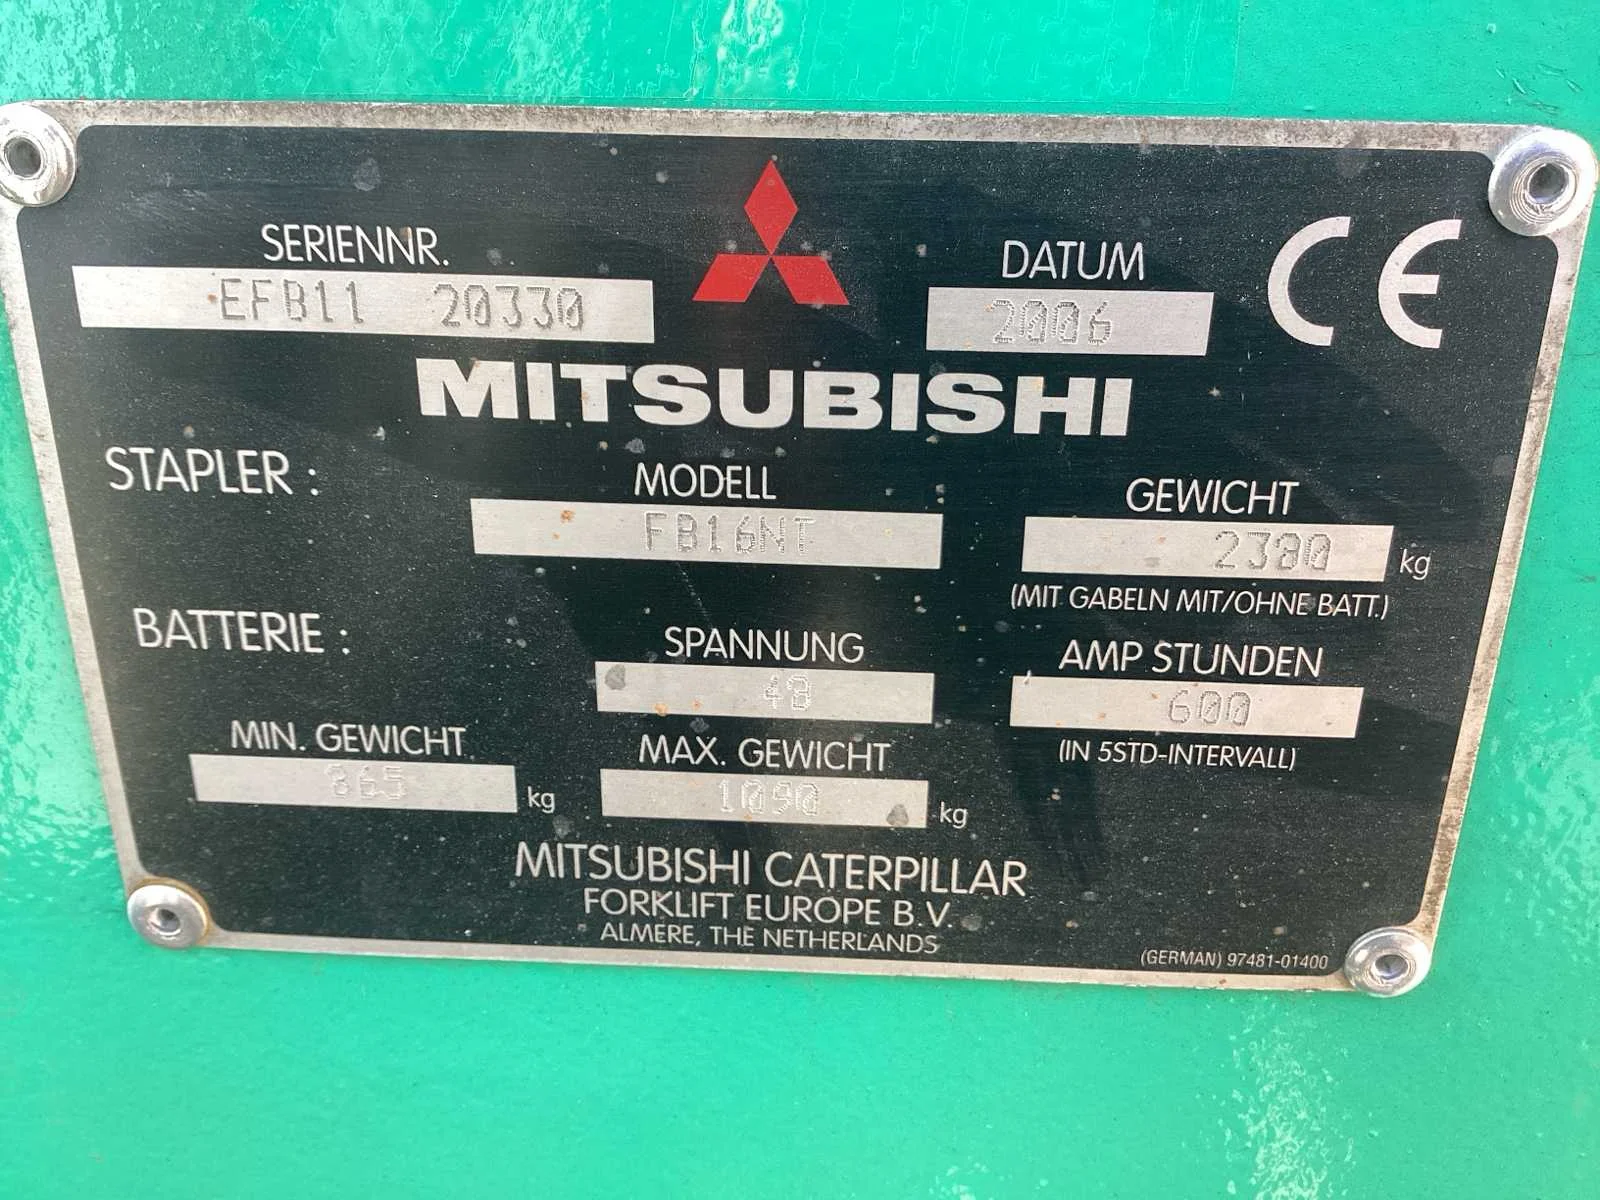 SERIENNR.
EFB11 20330
DATUM
2006
CE
MITSUBISHI
STAPLER :
MODELL
FB16NT
GEWICHT
2380 kg
(MIT GABELN MIT/OHNE BATT.)
BATTERIE :
SPANNUNG
48
AMP STUNDEN
600
(IN 5STD-INTERVALL)
MIN. GEWICHT
865 kg
MAX. GEWICHT
1090 kg
MITSUBISHI CATERPILLAR
FORKLIFT EUROPE B.V.
ALMERE, THE NETHERLANDS
(GERMAN) 97481-01400